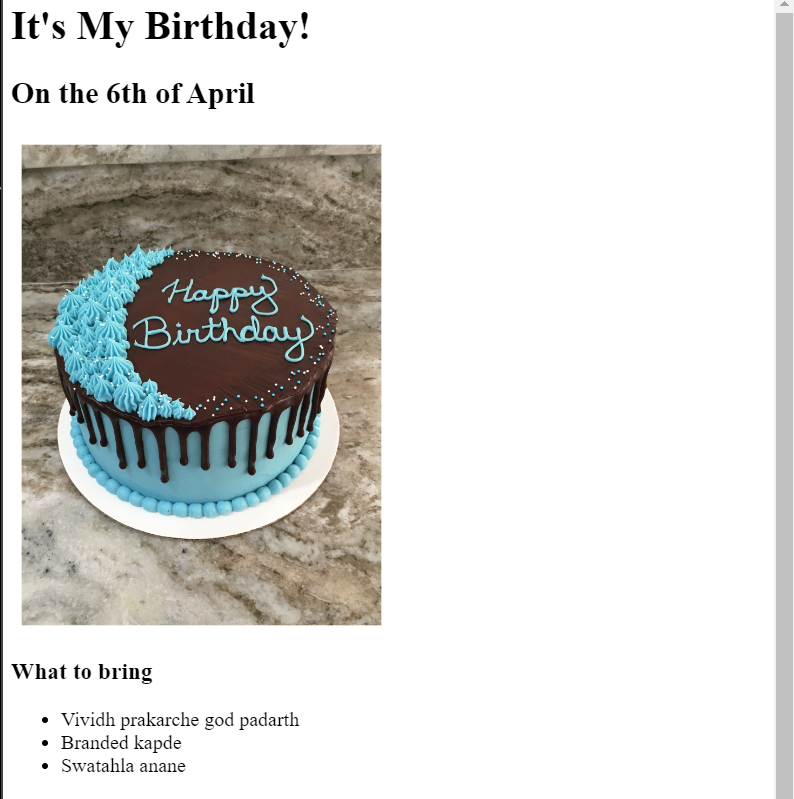 It's My Birthday!
On the 6th of April
Happy
Birthday
What to bring
Vividh prakarche god padarth
Branded kapde
Swatahla anane